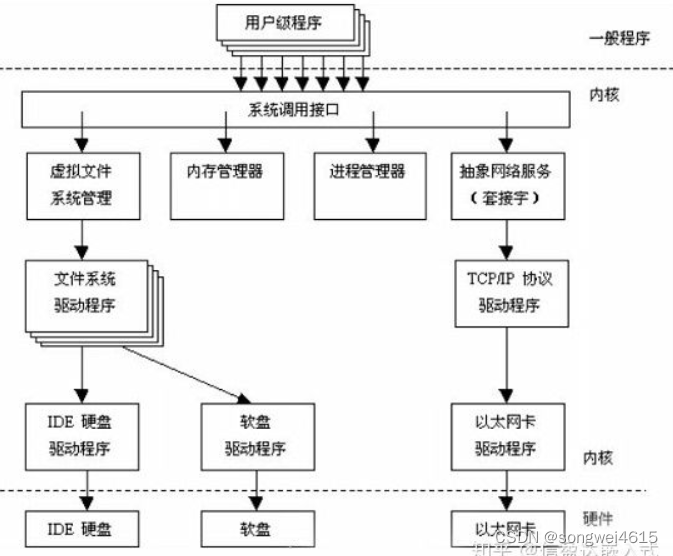 用户级程序
一般程序
内核
系统调用接口
虚拟文件
系统管理
内存管理器
进程管理器
抽象网络服务
（套接字）
文件系统
驱动程序
TCP/IP 协议
驱动程序
IDE 硬盘
驱动程序
软盘
驱动程序
以太网卡
驱动程序
内核
硬件
IDE 硬盘
软盘
以太网卡
CSDN @songwei4615